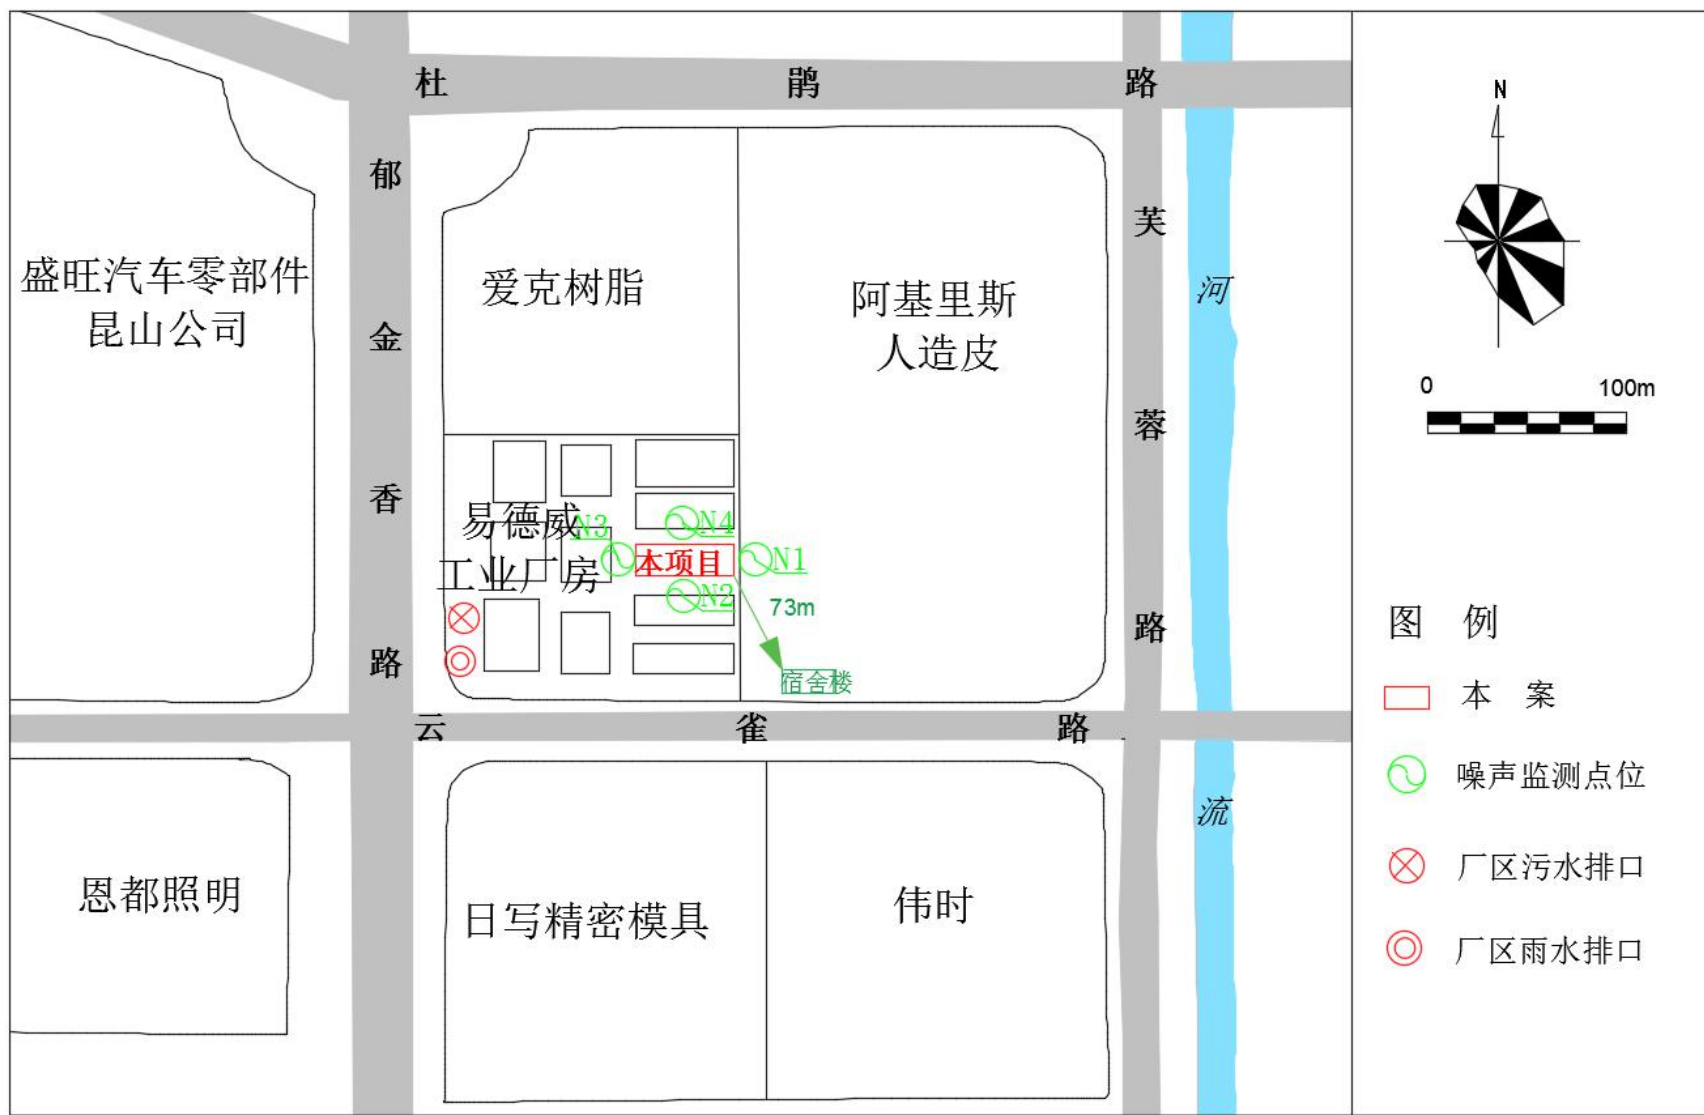 杜鹃路
N
郁金香路
芙蓉路
河流
盛旺汽车零部件
昆山公司
爱克树脂
阿基里斯
人造皮
0 100m
易德威
工业厂房
N3
N4
本项目
N1
N2
73m
宿舍楼
云雀路
恩都照明
日写精密模具
伟时
图 例
本 案
噪声监测点位
厂区污水排口
厂区雨水排口